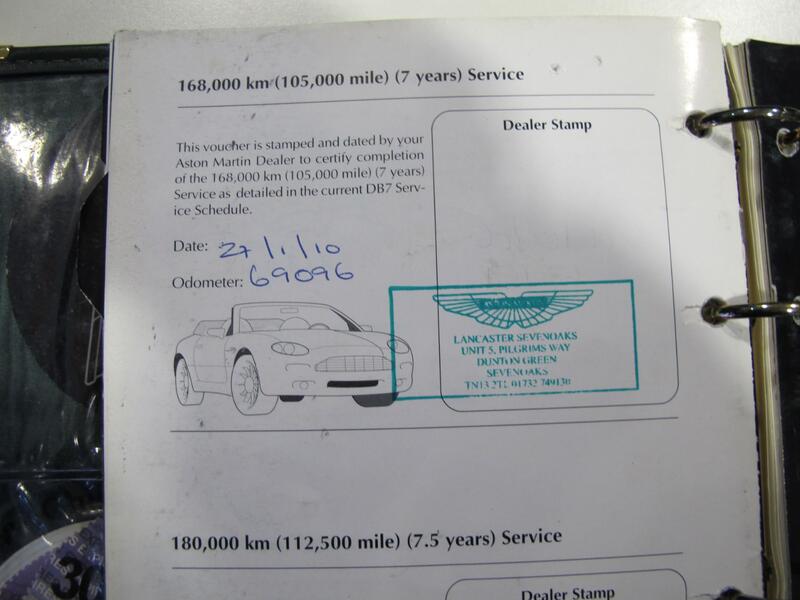 168,000 km (105,000 mile) (7 years) Service
Dealer Stamp
This voucher is stamped and dated by your
Aston Martin Dealer to certify completion
of the 168,000 km (105,000 mile) (7 years)
Service as detailed in the current DB7 Serv-
ice Schedule.
Date: 27/1/10
Odometer: 69096
LANCASTER SEVENOAKS
UNIT 5, PILGRIMS WAY
DUNTON GREEN
SEVENOAKS
TN13 2TL 01732 749130
180,000 km (112,500 mile) (7.5 years) Service
Dealer Stamp
30